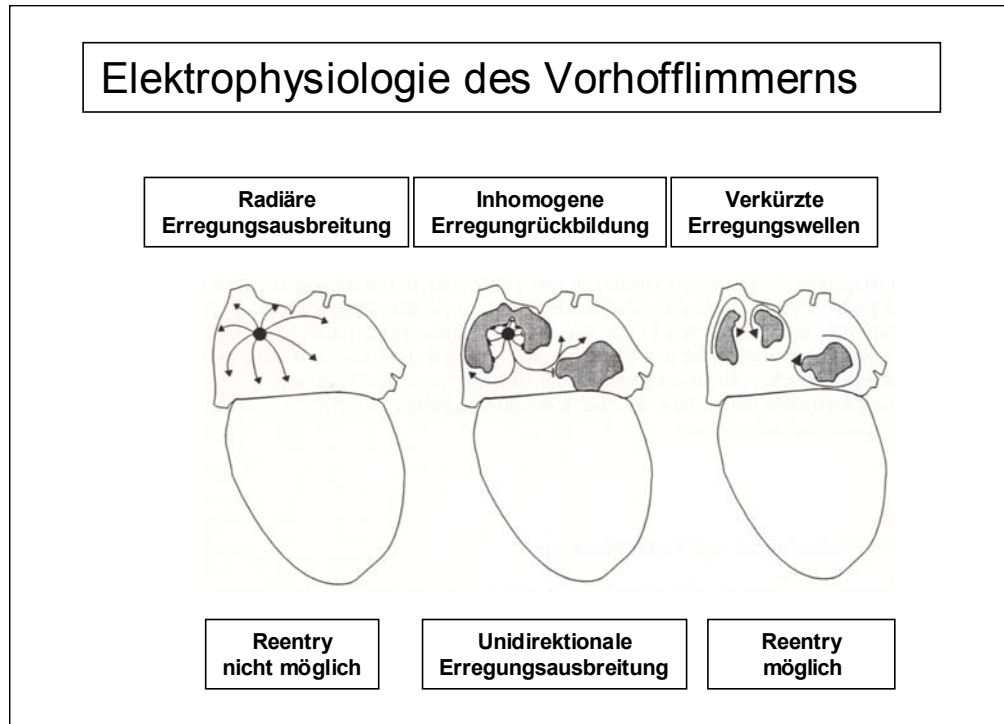 Elektrophysiologie des Vorhofflimmerns
Radiäre
Erregungsausbreitung
Inhomogene
Erregungrückbildung
Verkürzte
Erregungswellen
Reentry
nicht möglich
Unidirektionale
Erregungsausbreitung
Reentry
möglich